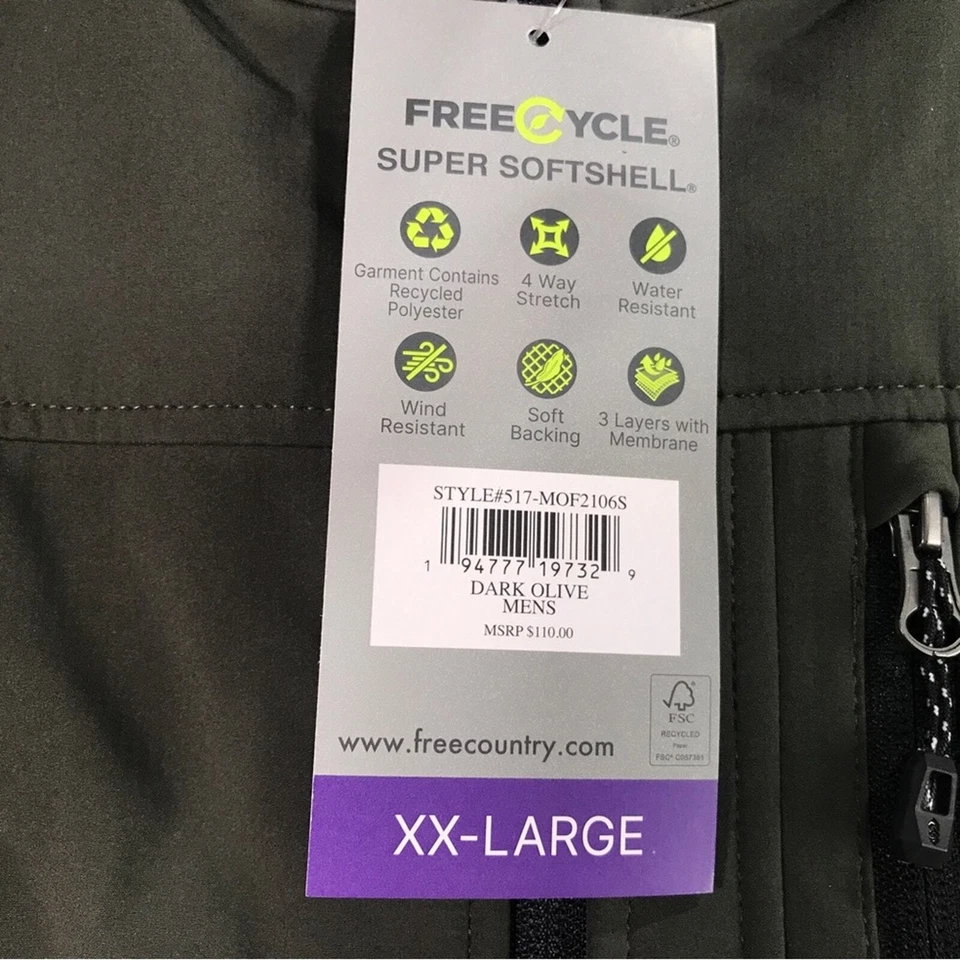 FREECYCLE®
SUPER SOFTSHELL®
Garment Contains
Recycled
Polyester
4 Way
Stretch
Water
Resistant
Wind
Resistant
Soft
Backing
3 Layers with
Membrane
STYLE#517-MOF2106S
1 94777 19732 9
DARK OLIVE
MENS
MSRP $110.00
FSC
RECYCLED
Paper
www.freecountry.com
XX-LARGE